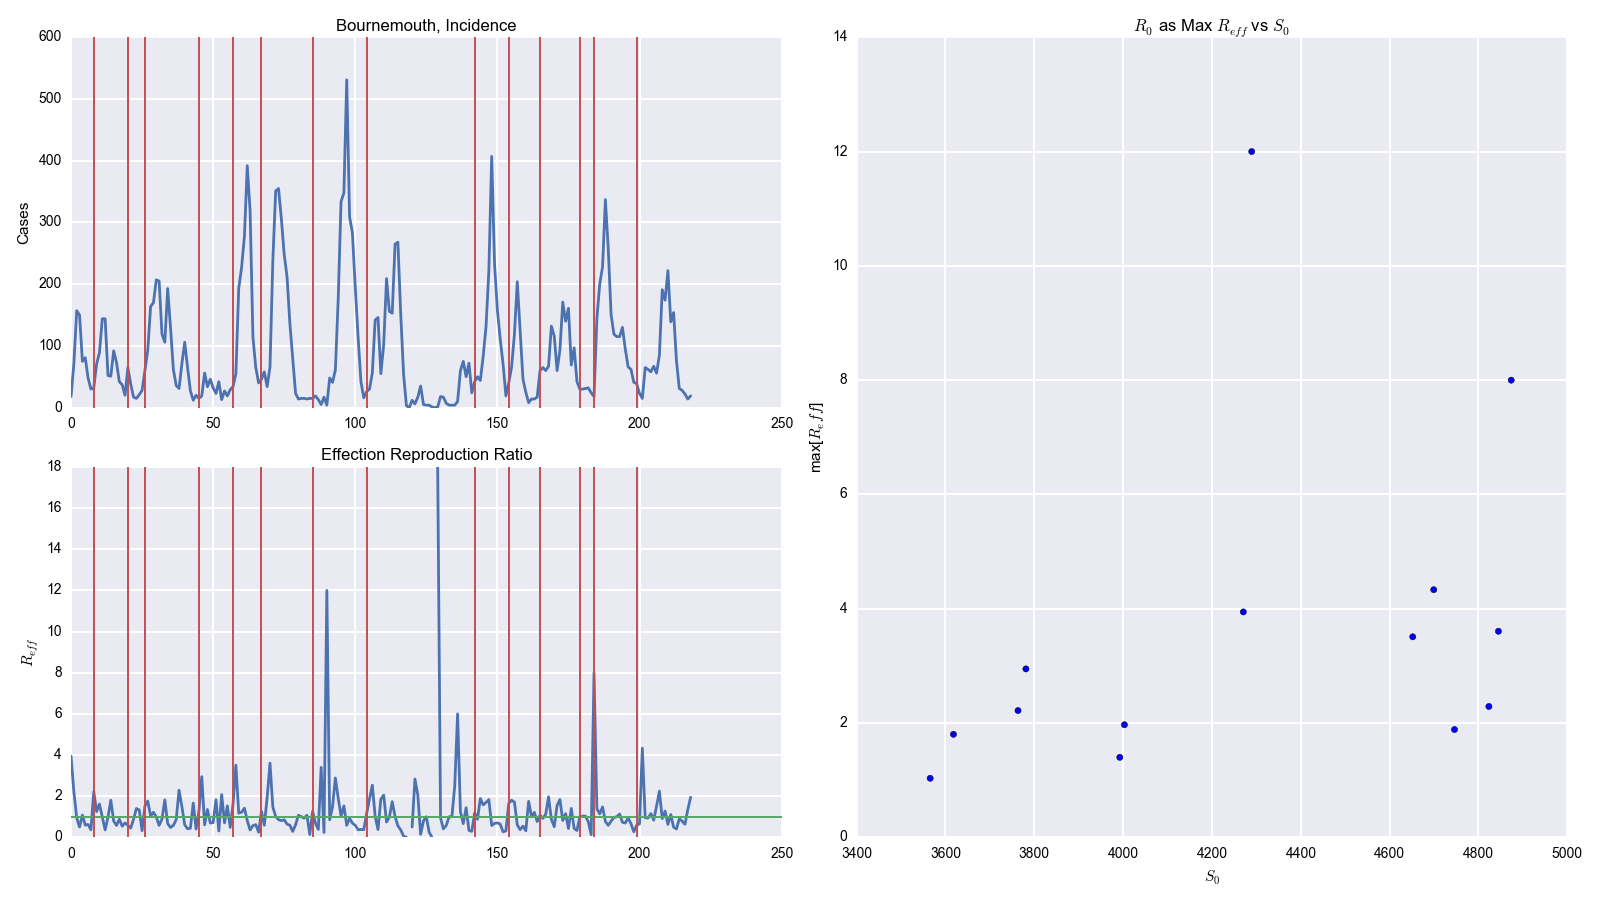 Bournemouth, Incidence
600
500
400
300
200
100
0
Cases
0 50 100 150 200 250
Effection Reproduction Ratio
18
16
14
12
10
8
6
4
2
0
R_eff
0 50 100 150 200 250
R_0 as Max R_eff vs S_0
14
12
10
8
6
4
2
0
max[R_eff]
3400 3600 3800 4000 4200 4400 4600 4800 5000
S_0